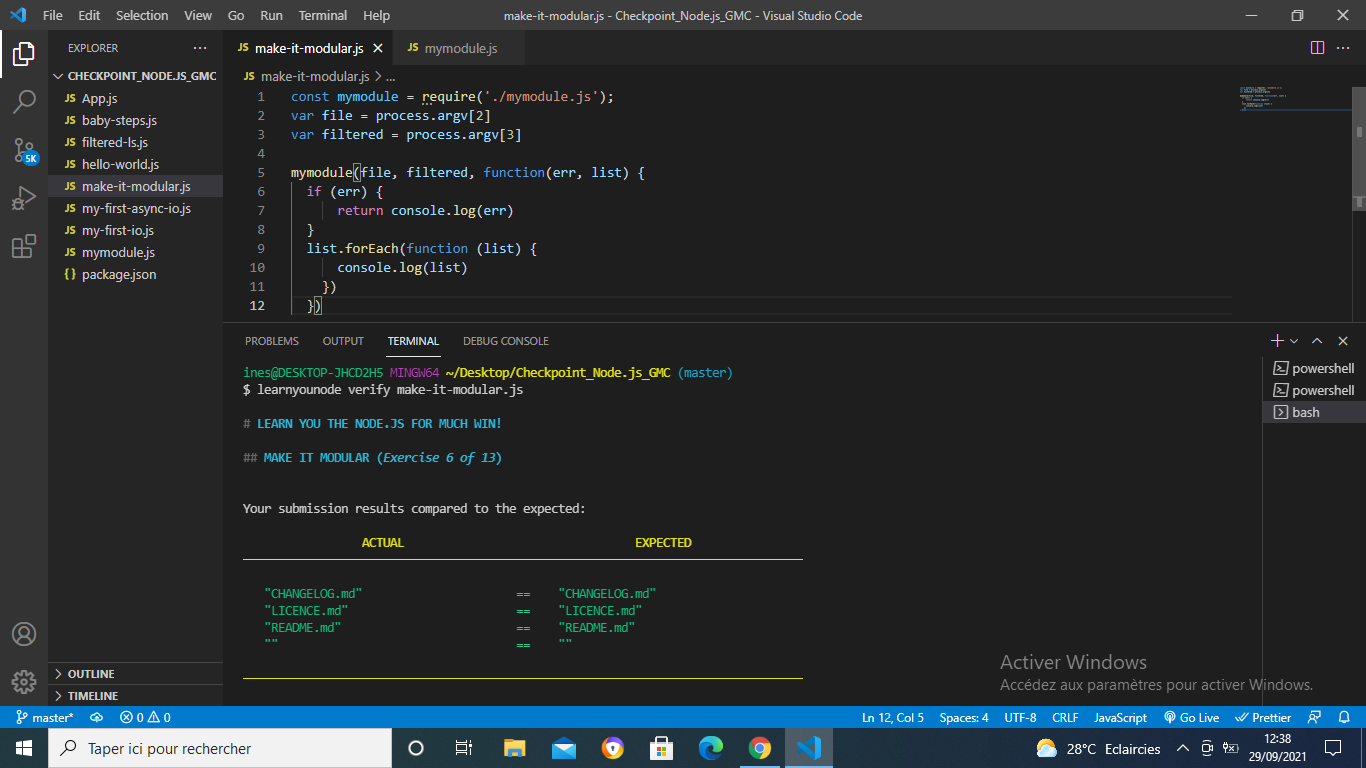 File Edit Selection View Go Run Terminal Help
make-it-modular.js - Checkpoint_Node.js_GMC - Visual Studio Code
EXPLORER
CHECKPOINT_NODE.JS_GMC
JS App.js
JS baby-steps.js
JS filtered-ls.js
JS hello-world.js
JS make-it-modular.js
JS my-first-async-io.js
JS my-first-io.js
JS mymodule.js
{} package.json
5K
OUTLINE
TIMELINE
JS make-it-modular.js JS mymodule.js
JS make-it-modular.js > ...
1 const mymodule = require('./mymodule.js');
2 var file = process.argv[2]
3 var filtered = process.argv[3]
4
5 mymodule(file, filtered, function(err, list) {
6 if (err) {
7 return console.log(err)
8 }
9 list.forEach(function (list) {
10 console.log(list)
11 })
12 })
PROBLEMS OUTPUT TERMINAL DEBUG CONSOLE
ines@DESKTOP-JHCD2H5 MINGW64 ~/Desktop/Checkpoint_Node.js_GMC (master)
$ learnyounode verify make-it-modular.js
# LEARN YOU THE NODE.JS FOR MUCH WIN!
## MAKE IT MODULAR (Exercise 6 of 13)
Your submission results compared to the expected:
ACTUAL EXPECTED
"CHANGELOG.md" == "CHANGELOG.md"
"LICENCE.md" == "LICENCE.md"
"README.md" == "README.md"
"" == ""
powershell
powershell
bash
Activer Windows
Accédez aux paramètres pour activer Windows.
master* 0 0 Ln 12, Col 5 Spaces: 4 UTF-8 CRLF JavaScript Go Live Prettier
Taper ici pour rechercher
28°C Eclaircies
12:38
29/09/2021